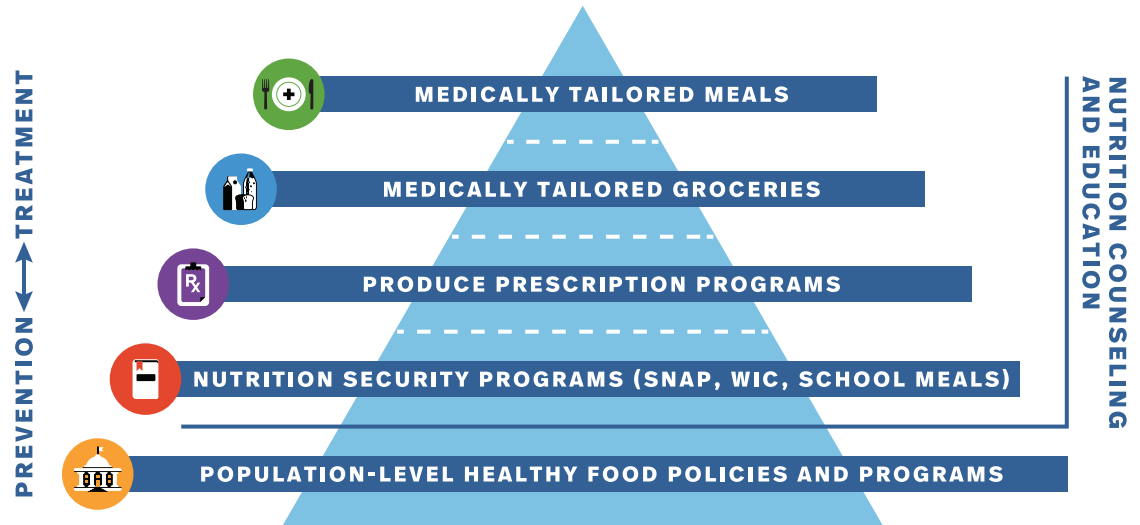 MEDICALLY TAILORED MEALS
MEDICALLY TAILORED GROCERIES
Rx
PRODUCE PRESCRIPTION PROGRAMS
NUTRITION SECURITY PROGRAMS (SNAP, WIC, SCHOOL MEALS)
POPULATION-LEVEL HEALTHY FOOD POLICIES AND PROGRAMS
PREVENTION
TREATMENT
NUTRITION COUNSELING
AND EDUCATION